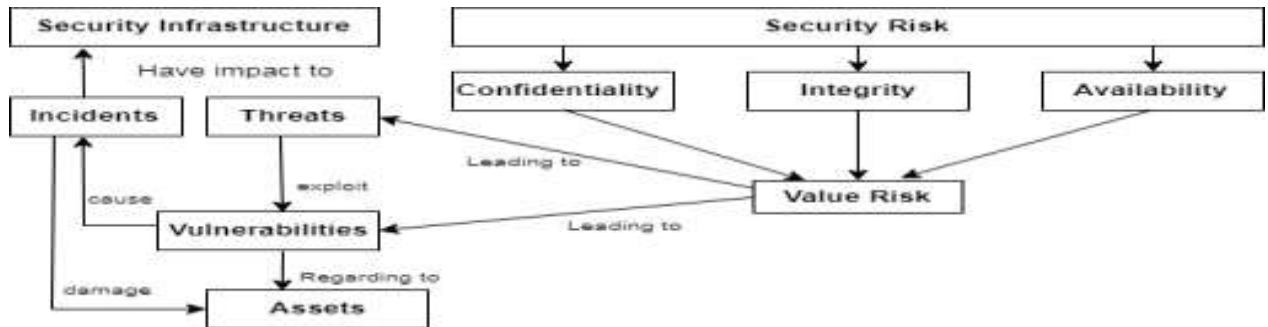 Security Infrastructure
Security Risk
Have impact to
Confidentiality
Integrity
Availability
Incidents
Threats
Leading to
exploit
Value Risk
cause
Vulnerabilities
Leading to
Regarding to
damage
Assets